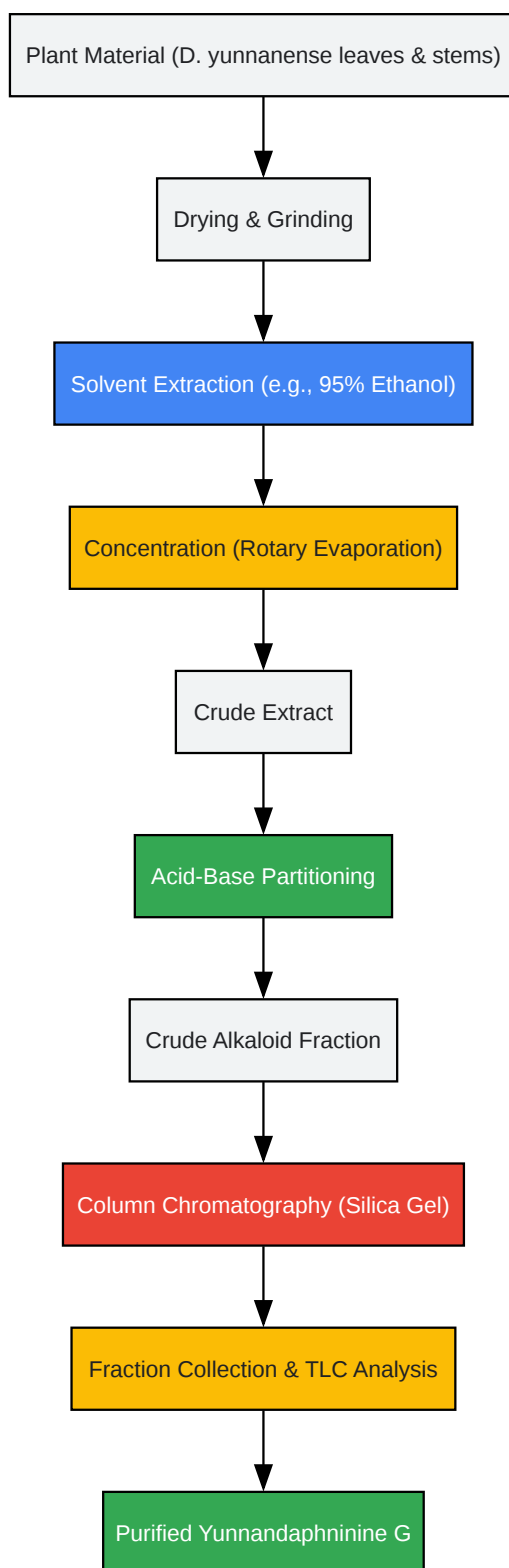 Plant Material (D. yunnanense leaves & stems)
Drying & Grinding
Solvent Extraction (e.g., 95% Ethanol)
Concentration (Rotary Evaporation)
Crude Extract
Acid-Base Partitioning
Crude Alkaloid Fraction
Column Chromatography (Silica Gel)
Fraction Collection & TLC Analysis
Purified Yunnandaphninine G